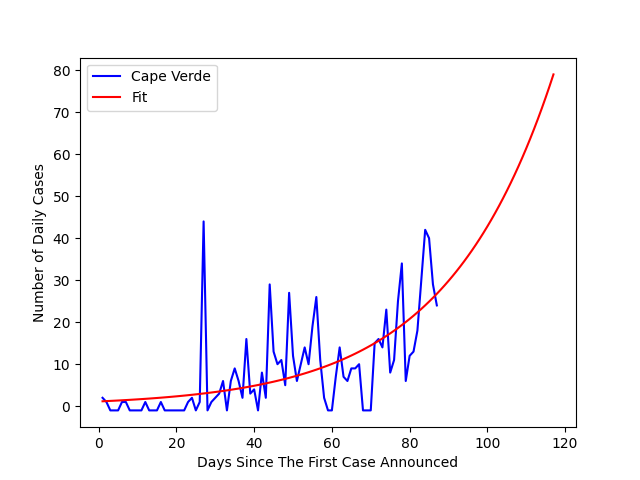 Cape Verde
Fit
80
70
60
50
40
30
20
10
0
Number of Daily Cases
0 20 40 60 80 100 120
Days Since The First Case Announced